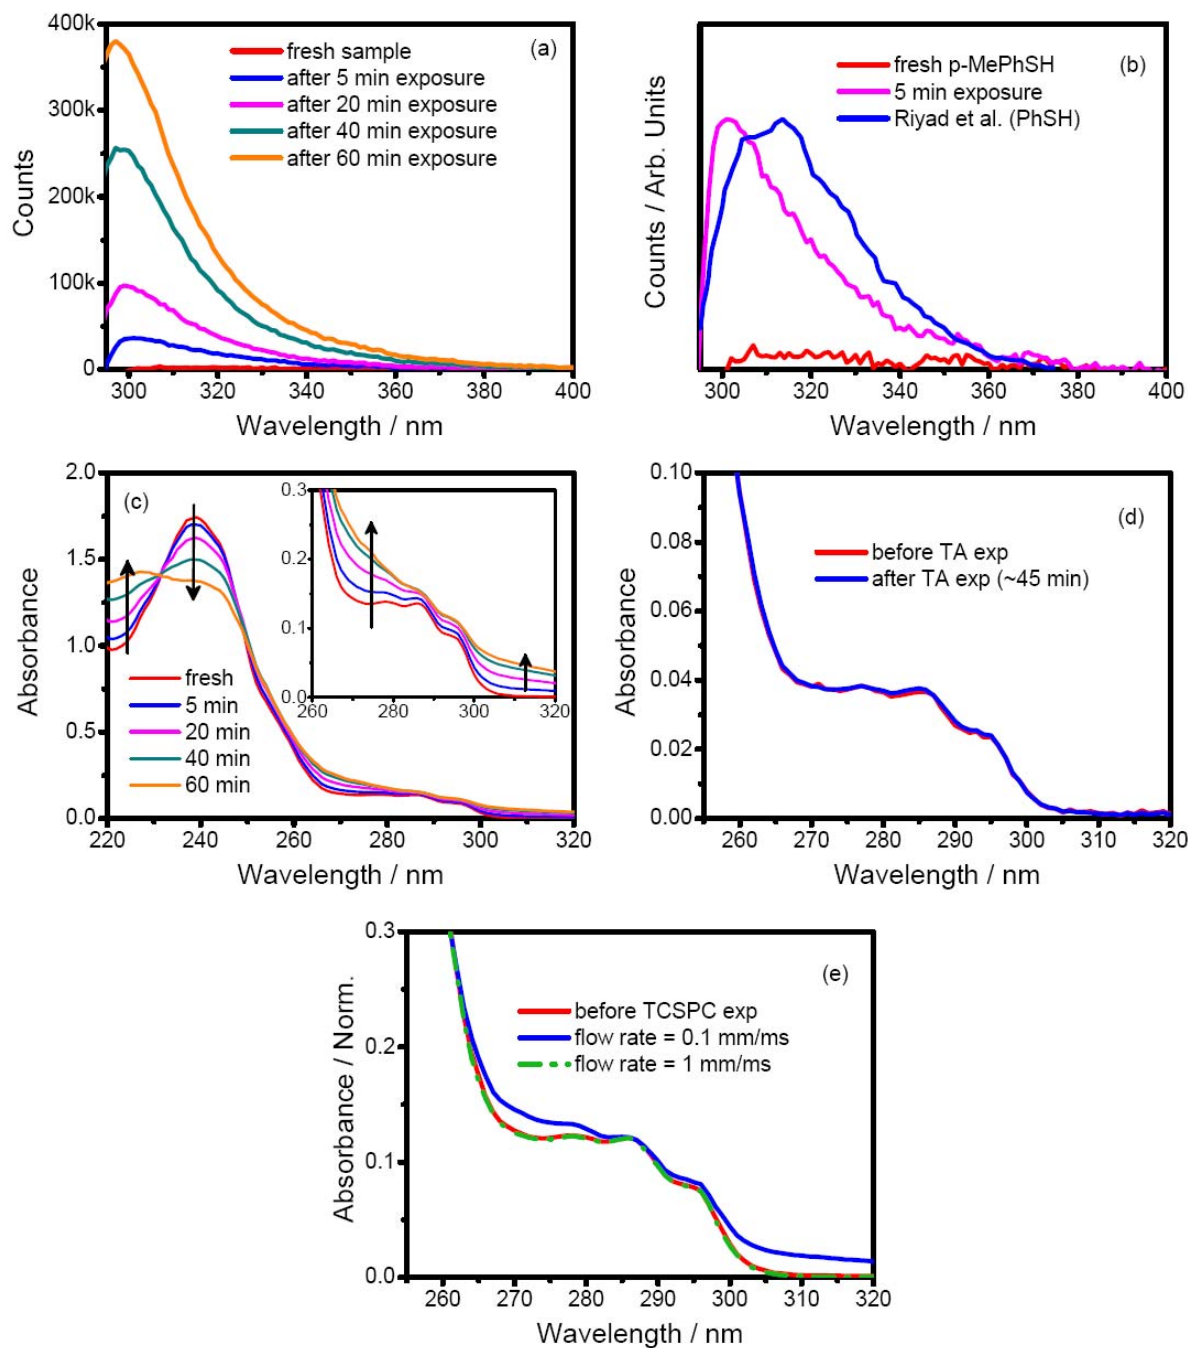 400k
300k
200k
100k
0
Counts
300 320 340 360 380 400
Wavelength / nm
fresh sample
after 5 min exposure
after 20 min exposure
after 40 min exposure
after 60 min exposure
(a)
Counts / Arb. Units
300 320 340 360 380 400
Wavelength / nm
fresh p-MePhSH
5 min exposure
Riyad et al. (PhSH)
(b)
2.0
1.5
1.0
0.5
0.0
Absorbance
220 240 260 280 300 320
Wavelength / nm
(c)
fresh
5 min
20 min
40 min
60 min
0.3
0.2
0.1
0.0
260 280 300 320
0.10
0.08
0.06
0.04
0.02
0.00
Absorbance
260 270 280 290 300 310 320
Wavelength / nm
(d)
before TA exp
after TA exp (~45 min)
0.3
0.2
0.1
0.0
Absorbance / Norm.
260 270 280 290 300 310 320
Wavelength / nm
(e)
before TCSPC exp
flow rate = 0.1 mm/ms
flow rate = 1 mm/ms